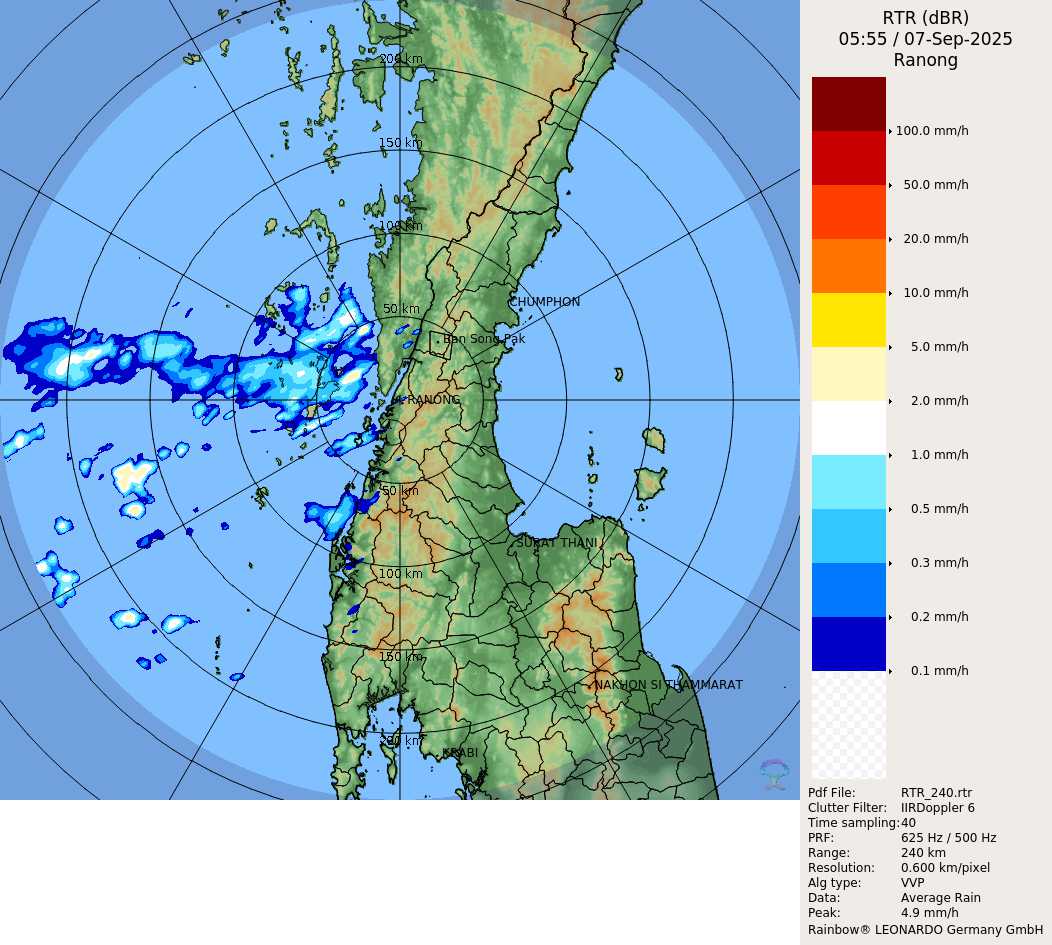 RTR (dBR)
05:55 / 07-Sep-2025
Ranong
200 km
150 km
100 km
50 km
CHUMPHON
Ban Song Pak
RANONG
50 km
SURAT THANI
100 km
150 km
NAKHON SI THAMMARAT
200 km
KRABI
100.0 mm/h
50.0 mm/h
20.0 mm/h
10.0 mm/h
5.0 mm/h
2.0 mm/h
1.0 mm/h
0.5 mm/h
0.3 mm/h
0.2 mm/h
0.1 mm/h
Pdf File: RTR_240.rtr
Clutter Filter: IIRDoppler 6
Time sampling: 40
PRF: 625 Hz / 500 Hz
Range: 240 km
Resolution: 0.600 km/pixel
Alg type: VVP
Data: Average Rain
Peak: 4.9 mm/h
Rainbow® LEONARDO Germany GmbH